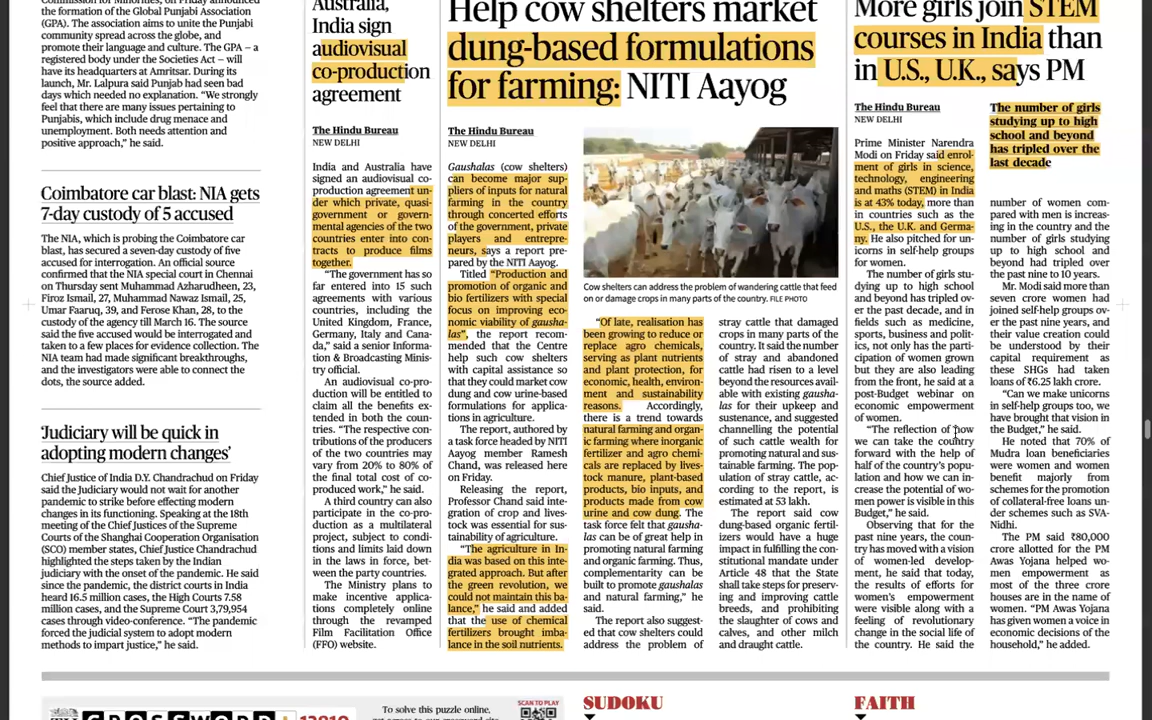 the formation of the Global Punjabi Association
(GPA). The association aims to unite the Punjabi
community spread across the globe, and
promote their language and culture. The GPA – a
registered body under the Societies Act – will
have its headquarters at Amritsar. During its
launch, Mr. Lalpura said Punjab had seen bad
days which needed no explanation. “We strongly
feel that there are many issues pertaining to
Punjabis, which include drug menace and
unemployment. Both needs attention and
positive approach,” he said.
Coimbatore car blast: NIA gets
7-day custody of 5 accused
The NIA, which is probing the Coimbatore car
blast, has secured a seven-day custody of five
accused for interrogation. An official source
confirmed that the NIA special court in Chennai
on Thursday sent Muhammad Azharudheen, 23,
Firoz Ismail, 27, Muhammad Nawaz Ismail, 25,
Umar Faaruq, 39, and Ferose Khan, 28, to
custody of the agency till March 16. The source
said the five accused would be interrogated and
taken to a few places for evidence collection. The
NIA team had made significant breakthroughs,
and the investigators were able to connect the
dots, the source added.
‘Judiciary will be quick in
adopting modern changes’
Chief Justice of India D.Y. Chandrachud on Friday
said the Judiciary would not wait for another
pandemic to strike before effecting modern
changes in its functioning. Speaking at the 18th
meeting of the Chief Justices of the Supreme
Courts of the Shanghai Cooperation Organisation
(SCO) member states, Chief Justice Chandrachud
highlighted the steps taken by the Indian
judiciary with the onset of the pandemic. He said
since the pandemic, the district courts in India
heard 16.5 million cases, the High Courts 7.58
million cases, and the Supreme Court 3,79,954
cases through video-conference. “The pandemic
forced the judicial system to adopt modern
methods to impart justice,” he said.
Australia,
India sign
audiovisual
co-production
agreement
The Hindu Bureau
NEW DELHI
India and Australia have
signed an audiovisual co-
production agreement un-
der which private, quasi-
government or govern-
mental agencies of the two
countries enter into con-
tracts to produce films
together.
“The government has so
far entered into 15 such
agreements with various
countries, including the
United Kingdom, France,
Germany, Italy and Cana-
da,” said a senior Informa-
tion & Broadcasting Minis-
try official.
An audiovisual co-pro-
duction will be entitled to
claim all the benefits ex-
tended in both the coun-
tries. “The respective con-
tributions of the producers
of the two countries may
vary from 20% to 80% of
the final total cost of co-
produced work,” he said.
A third country can also
participate in the co-pro-
duction as a multilateral
project, subject to condi-
tions and limits laid down
in the laws in force, bet-
ween the party countries.
The Ministry plans to
make incentive applica-
tions completely online
through the revamped
Film Facilitation Office
(FFO) website.
Help cow shelters market
dung-based formulations
for farming: NITI Aayog
The Hindu Bureau
NEW DELHI
Gaushalas (cow shelters)
can become major sup-
pliers of inputs for natural
farming in the country
through concerted efforts
of the government, private
players and entrepre-
neurs, says a report pre-
pared by the NITI Aayog.
Titled “Production and
promotion of organic and
bio fertilizers with special
focus on improving eco-
nomic viability of gausha-
las”, the report recom-
mended that the Centre
help such cow shelters
with capital assistance so
that they could market cow
dung and cow urine-based
formulations for applica-
tions in agriculture.
The report, authored by
a task force headed by NITI
Aayog member Ramesh
Chand, was released here
on Friday.
Releasing the report,
Professor Chand said inte-
gration of crop and lives-
tock was essential for sus-
tainability of agriculture.
“The agriculture in In-
dia was based on this inte-
grated approach. But after
the green revolution, we
could not maintain this ba-
lance,” he said and added
that the use of chemical
fertilizers brought imba-
lance in the soil nutrients.
Cow shelters can address the problem of wandering cattle that feed
on or damage crops in many parts of the country. FILE PHOTO
“Of late, realisation has
been growing to reduce or
replace agro chemicals,
serving as plant nutrients
and plant protection, for
economic, health, environ-
ment and sustainability
reasons. Accordingly,
there is a trend towards
natural farming and organ-
ic farming where inorganic
fertilizer and agro chemi-
cals are replaced by lives-
tock manure, plant-based
products, bio inputs, and
products made from cow
urine and cow dung. The
task force felt that gausha-
las can be of great help in
promoting natural farming
and organic farming. Thus,
complementarity can be
built to promote gaushalas
and natural farming,” he
said.
The report also suggest-
ed that cow shelters could
address the problem of
stray cattle that damaged
crops in many parts of the
country. It said the number
of stray and abandoned
cattle had risen to a level
beyond the resources avail-
able with existing gausha-
las for their upkeep and
sustenance, and suggested
channelling the potential
of such cattle wealth for
promoting natural and sus-
tainable farming. The pop-
ulation of stray cattle, ac-
cording to the report, is
estimated at 53 lakh.
The report said cow
dung-based organic fertil-
izers would have a huge
impact in fulfilling the con-
stitutional mandate under
Article 48 that the State
shall take steps for preserv-
ing and improving cattle
breeds, and prohibiting
the slaughter of cows and
calves, and other milch
and draught cattle.
More girls join STEM
courses in India than
in U.S., U.K., says PM
The Hindu Bureau
NEW DELHI
Prime Minister Narendra
Modi on Friday said enrol-
ment of girls in science,
technology, engineering
and maths (STEM) in India
is at 43% today, more than
in countries such as the
U.S., the U.K. and Germa-
ny. He also pitched for un-
icorns in self-help groups
for women.
The number of girls stu-
dying up to high school
and beyond has tripled ov-
er the past decade, and in
fields such as medicine,
sports, business and polit-
ics, not only has the parti-
cipation of women grown
but they are also leading
from the front, he said at a
post-Budget webinar on
economic empowerment
of women.
“The reflection of “how
we can take the country
forward with the help of
half of the country’s popu-
lation and how we can in-
crease the potential of wo-
men power is visible in this
Budget,” he said.
Observing that for the
past nine years, the coun-
try has moved with a vision
of women-led develop-
ment, he said that today,
the results of efforts for
women’s empowerment
were visible along with a
feeling of revolutionary
change in the social life of
the country. He said the
The number of girls
studying up to high
school and beyond
has tripled over the
last decade
number of women com-
pared with men is increas-
ing in the country and the
number of girls studying
up to high school and
beyond had tripled over
the past nine to 10 years.
Mr. Modi said more than
seven crore women had
joined self-help groups ov-
er the past nine years, and
their value creation could
be understood by their
capital requirement as
these SHGs had taken
loans of ₹6.25 lakh crore.
“Can we make unicorns
in self-help groups too, we
have brought that vision in
the Budget,” he said.
He noted that 70% of
Mudra loan beneficiaries
were women and women
benefit majorly from
schemes for the promotion
of collateral-free loans un-
der schemes such as SVA-
Nidhi.
The PM said ₹80,000
crore allotted for the PM
Awas Yojana helped wo-
men empowerment as
most of the three crore
houses are in the name of
women. “PM Awas Yojana
has given women a voice in
economic decisions of the
household,” he added.
To solve this puzzle online,
SCAN TO PLAY
SUDOKU
FAITH